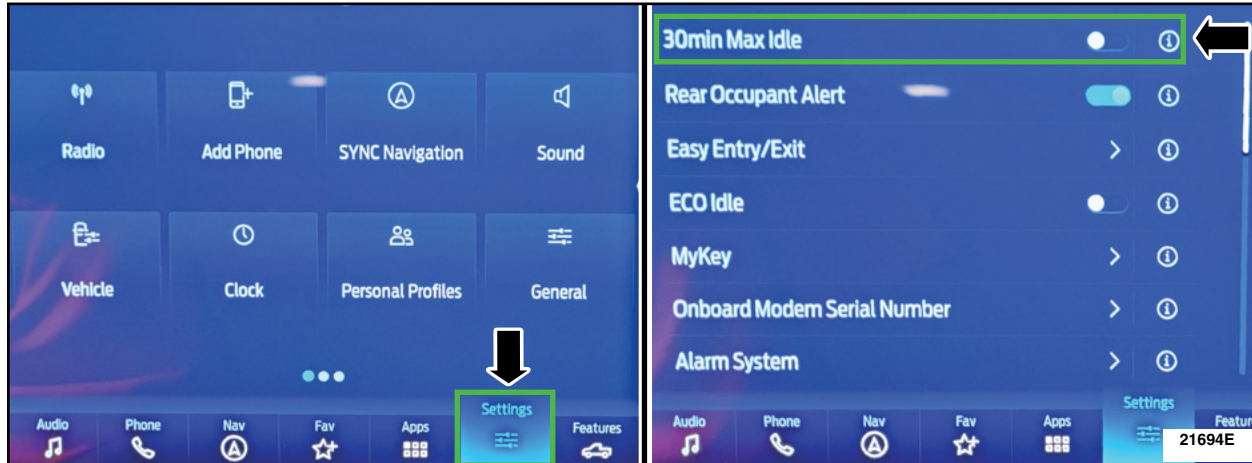 Radio
Add Phone
SYNC Navigation
Sound
Vehicle
Clock
Personal Profiles
General
Settings
Audio
Phone
Nav
Fav
Apps
Features
30min Max Idle
Rear Occupant Alert
Easy Entry/Exit
ECO Idle
MyKey
Onboard Modem Serial Number
Alarm System
Settings
Audio
Phone
Nav
Fav
Apps
Featur
21694E